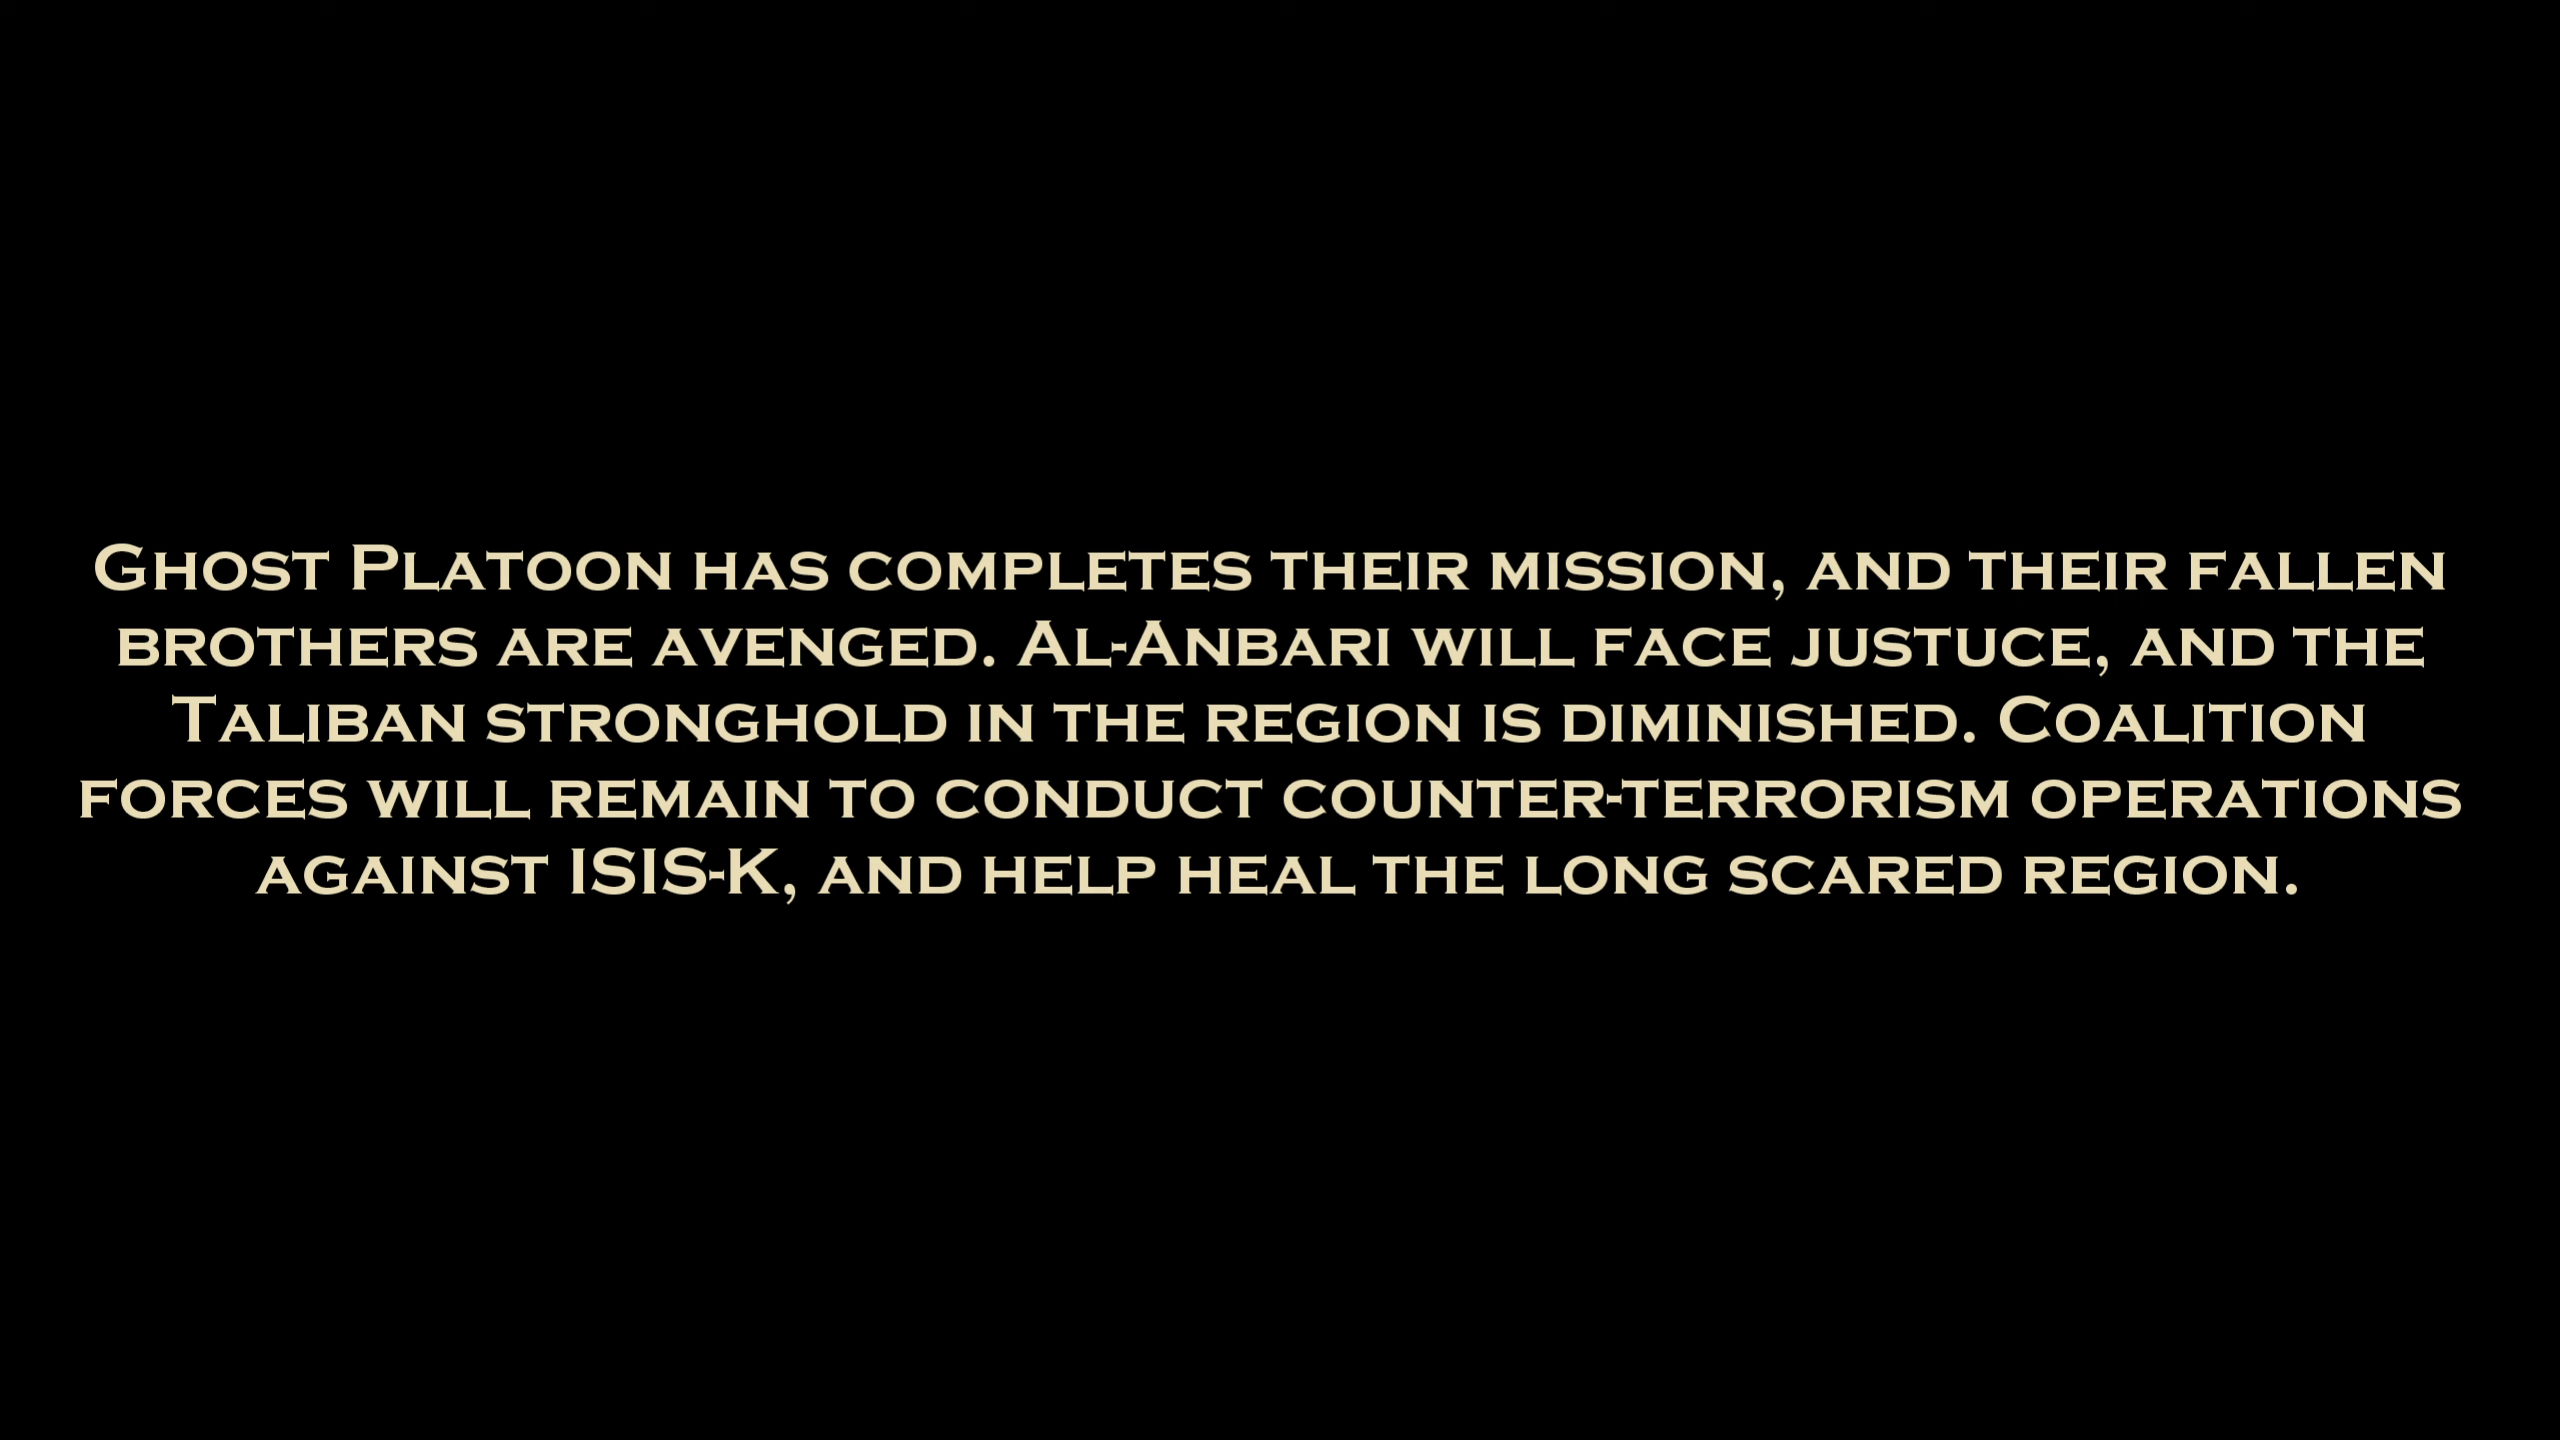 Ghost Platoon has completes their mission, and their fallen
brothers are avenged. Al-Anbari will face justuce, and the
Taliban stronghold in the region is diminished. Coalition
forces will remain to conduct counter-terrorism operations
against ISIS-K, and help heal the long scared region.